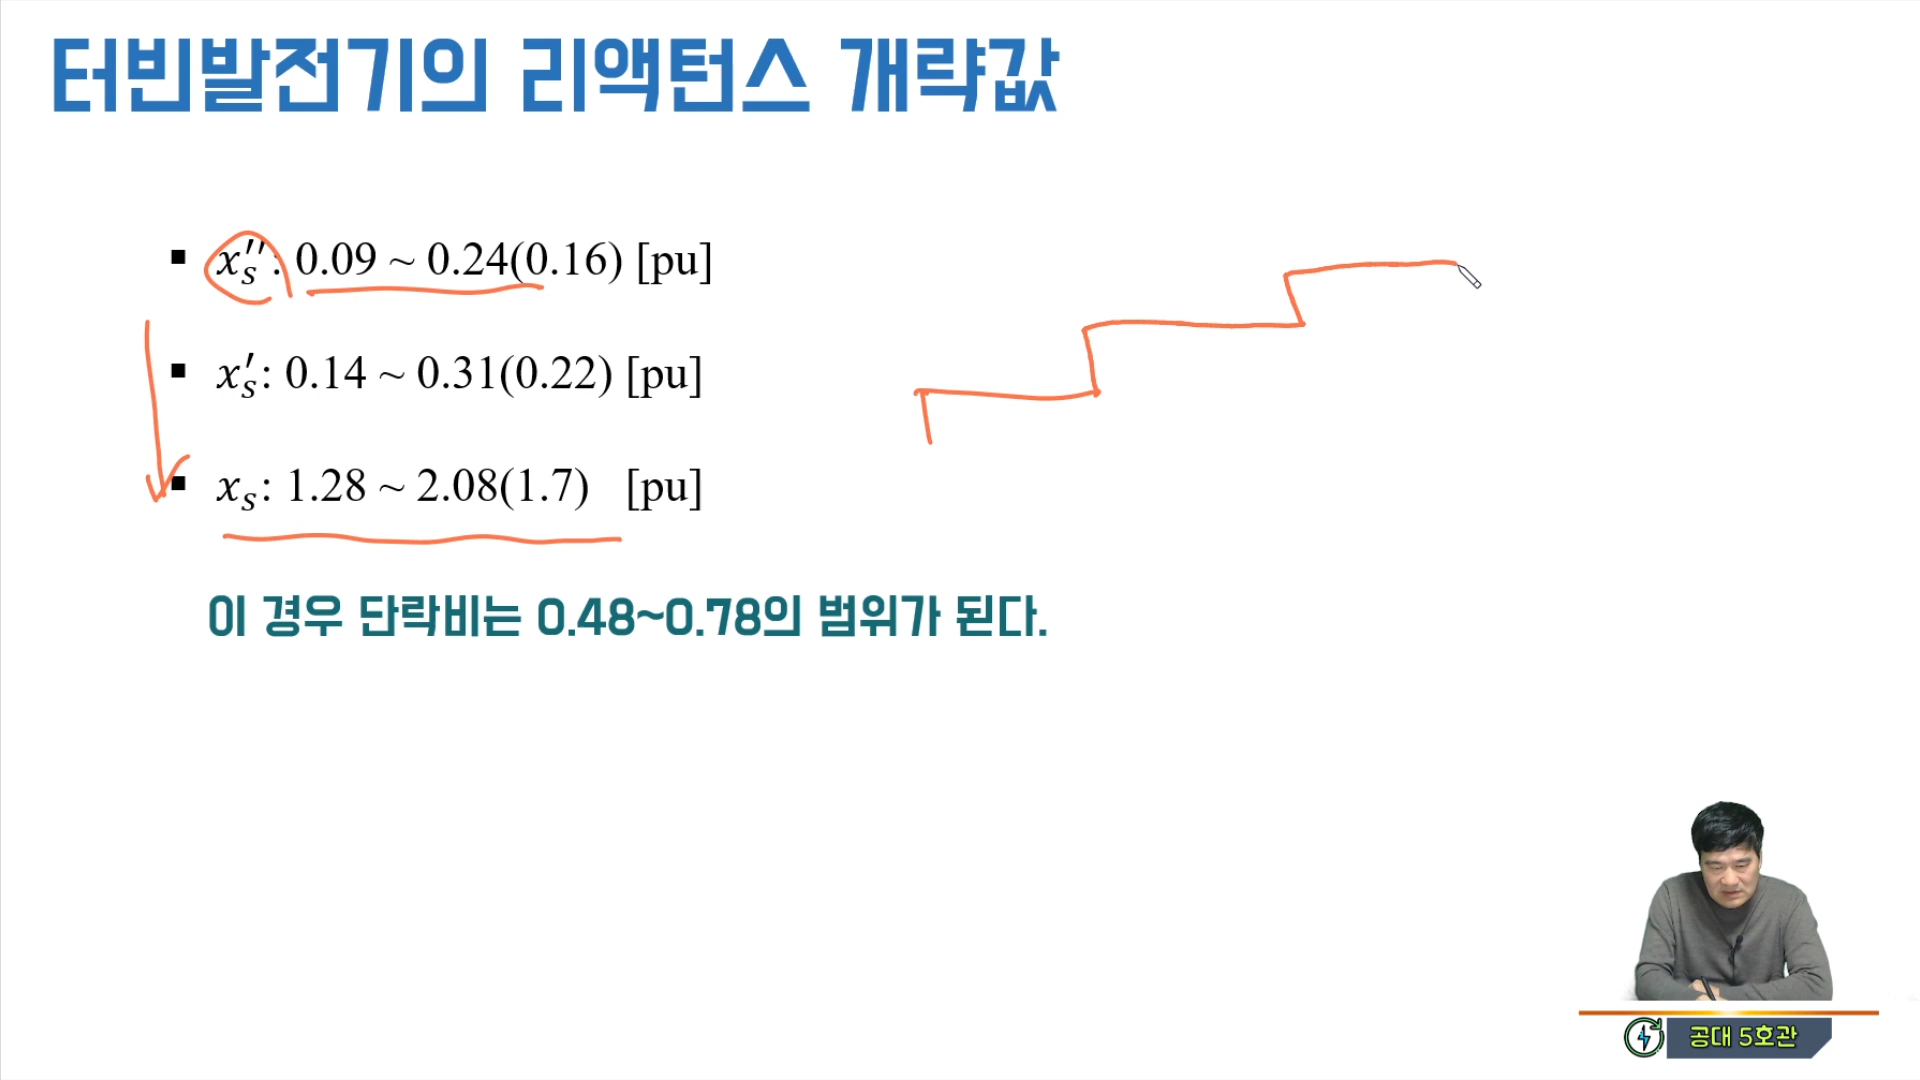 터빈발전기의 리액턴스 개략값
▪ xₛ′′: 0.09 ~ 0.24(0.16) [pu]
▪ xₛ′: 0.14 ~ 0.31(0.22) [pu]
▪ xₛ: 1.28 ~ 2.08(1.7) [pu]
이 경우 단락비는 0.48~0.78의 범위가 된다.
공대 5호관